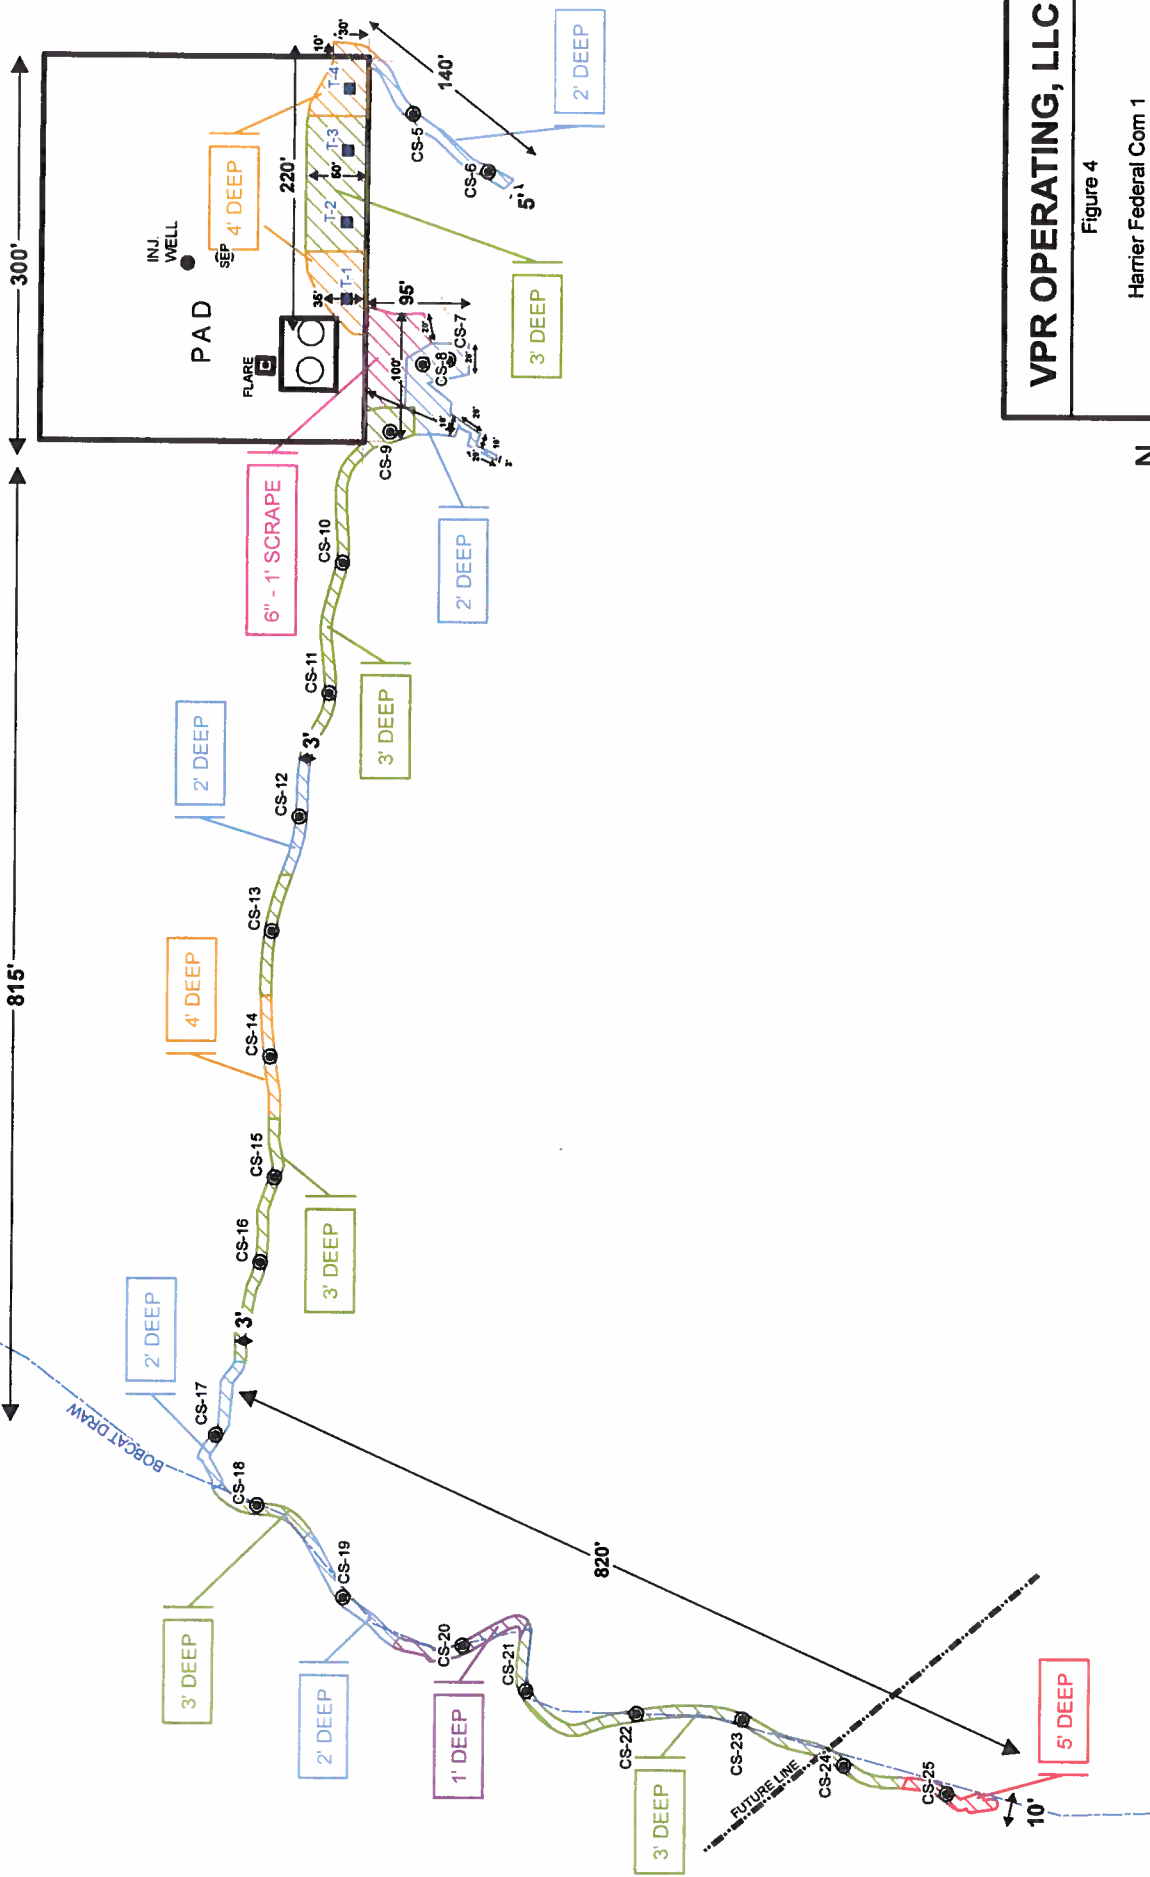 815'
300'
PAD
INJ.
WELL
SEP
FLARE
4' DEEP
220'
10'
30'
T-4
T-3
T-2
T-1
60'
35'
140'
CS-5
CS-6
5'
2' DEEP
3' DEEP
95'
100'
20'
CS-7
CS-8
20'
CS-9
6" - 1' SCRAPE
2' DEEP
CS-10
CS-11
3' DEEP
3'
2' DEEP
CS-12
CS-13
4' DEEP
CS-14
CS-15
3' DEEP
CS-16
3'
2' DEEP
BOBCAT DRAW
CS-17
CS-18
3' DEEP
CS-19
2' DEEP
CS-20
1' DEEP
CS-21
CS-22
3' DEEP
CS-23
820'
FUTURE LINE
CS-24
CS-25
5' DEEP
10'
VPR OPERATING, LLC
Figure 4
Harrier Federal Com 1
N